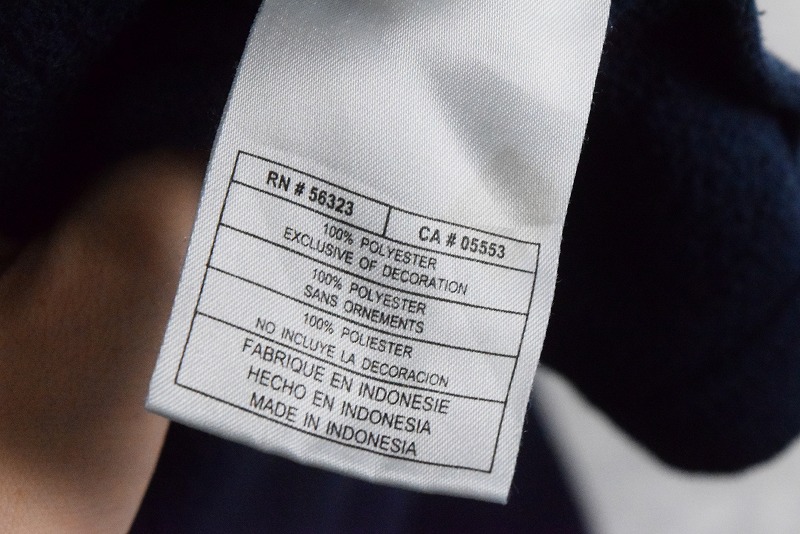 RN # 56323
CA # 05553
100% POLYESTER
EXCLUSIVE OF DECORATION
100% POLYESTER
SANS ORNEMENTS
100% POLIESTER
NO INCLUYE LA DECORACION
FABRIQUE EN INDONESIE
HECHO EN INDONESIA
MADE IN INDONESIA